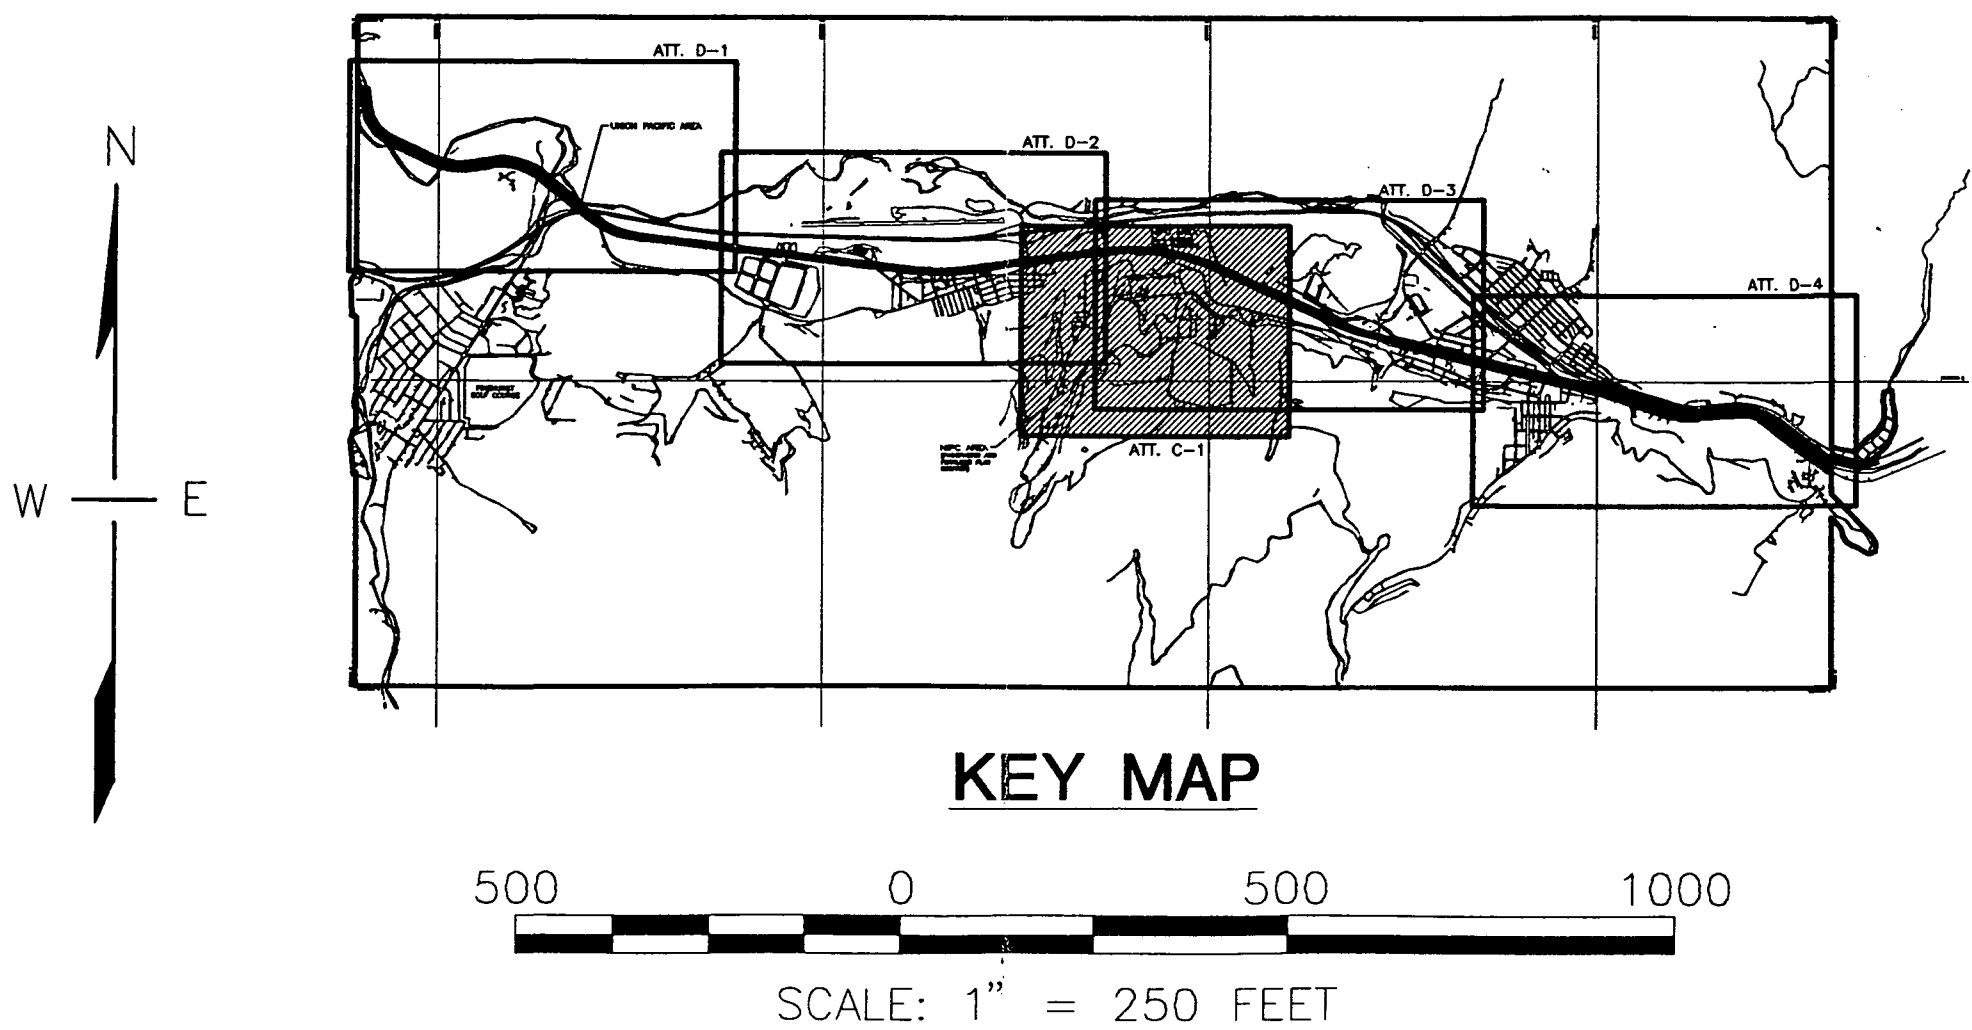 ATT. D-1
UNION PACIFIC AREA
ATT. D-2
ATT. D-3
ATT. D-4
ATT. C-1
N
W E
KEY MAP
500 0 500 1000
SCALE: 1" = 250 FEET